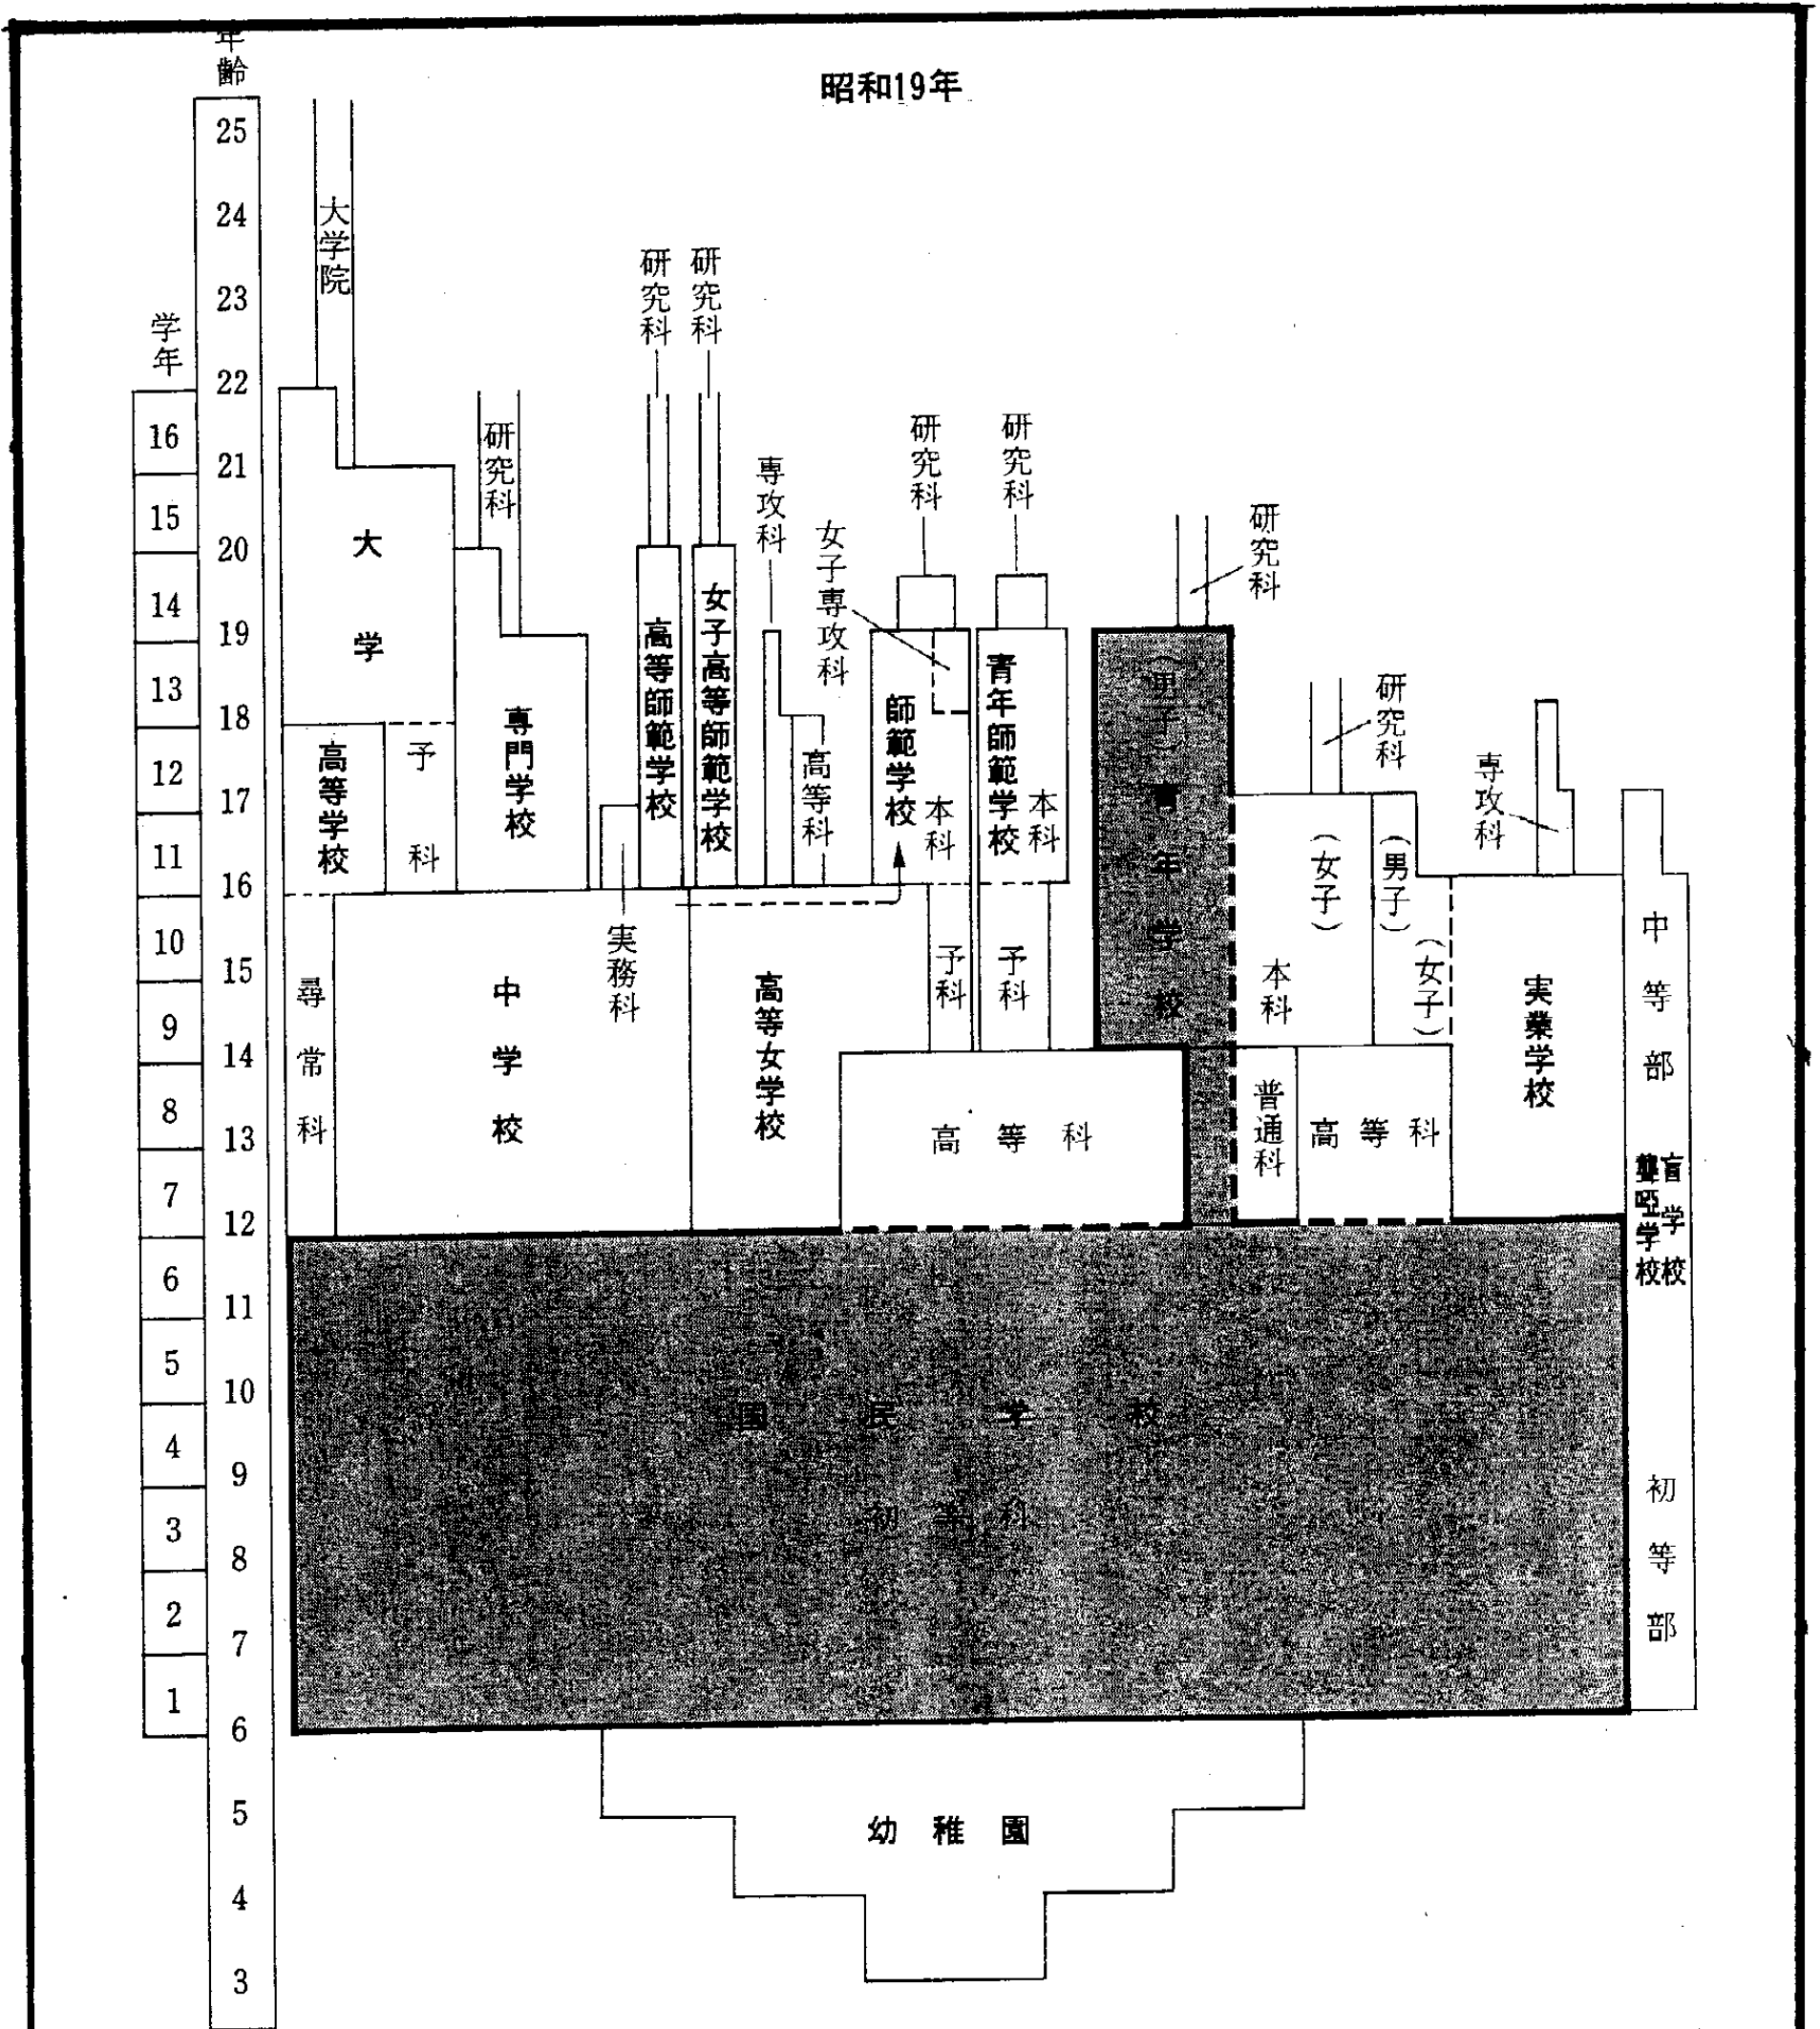 昭和19年
年齢
25
24
23
22
21
20
19
18
17
16
15
14
13
12
11
10
9
8
7
6
5
4
3
学年
16
15
14
13
12
11
10
9
8
7
6
5
4
3
2
1
大学院
大学
高等学校
予科
尋常科
研究科
専門学校
実務科
中学校
研究科
高等師範学校
研究科
女子高等師範学校
専攻科
高等科
高等女学校
女子専攻科
研究科
師範学校
本科
予科
研究科
青年師範学校
本科
予科
高等科
研究科
(男子)青年学校
研究科
(女子)
(男子)
(女子)
本科
普通科
高等科
専攻科
実業学校
中等部
盲学校
聾啞学校
初等部
国民学校
初等科
幼稚園